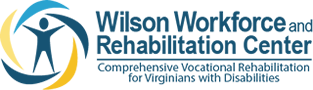 Wilson Workforce and
Rehabilitation Center
Comprehensive Vocational Rehabilitation
for Virginians with Disabilities